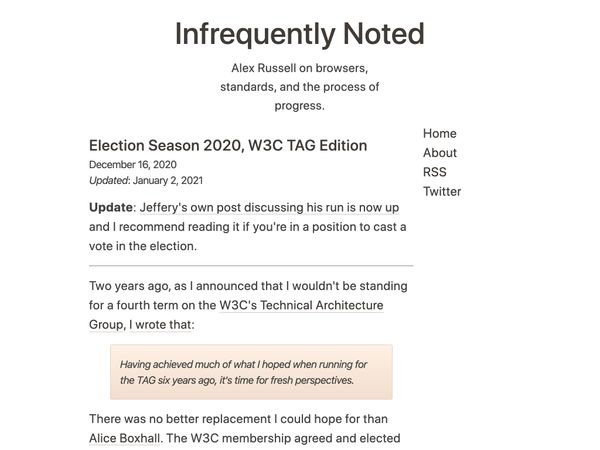 Infrequently Noted
Alex Russell on browsers,
standards, and the process of
progress.
Home
About
RSS
Twitter
Election Season 2020, W3C TAG Edition
December 16, 2020
Updated: January 2, 2021
Update: Jeffery's own post discussing his run is now up
and I recommend reading it if you're in a position to cast a
vote in the election.
Two years ago, as I announced that I wouldn't be standing
for a fourth term on the W3C's Technical Architecture
Group, I wrote that:
Having achieved much of what I hoped when running for
the TAG six years ago, it's time for fresh perspectives.
There was no better replacement I could hope for than
Alice Boxhall. The W3C membership agreed and elected